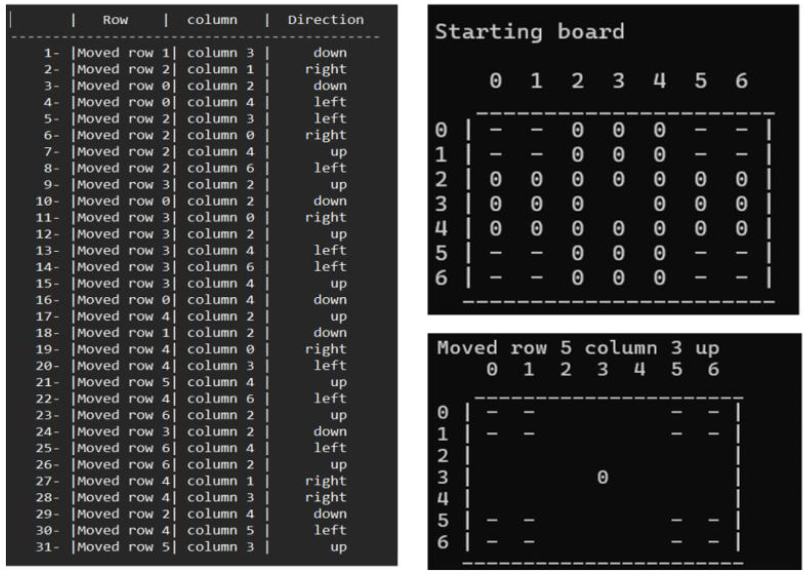 | Row | column | Direction
------------------------------------
1- |Moved row 1| column 3 | down
2- |Moved row 2| column 1 | right
3- |Moved row 0| column 2 | down
4- |Moved row 0| column 4 | left
5- |Moved row 2| column 3 | left
6- |Moved row 2| column 0 | right
7- |Moved row 2| column 4 | up
8- |Moved row 2| column 6 | left
9- |Moved row 3| column 2 | up
10- |Moved row 0| column 2 | down
11- |Moved row 3| column 0 | right
12- |Moved row 3| column 2 | up
13- |Moved row 3| column 4 | left
14- |Moved row 3| column 6 | left
15- |Moved row 3| column 4 | up
16- |Moved row 0| column 4 | down
17- |Moved row 4| column 2 | up
18- |Moved row 1| column 2 | down
19- |Moved row 4| column 0 | right
20- |Moved row 4| column 3 | left
21- |Moved row 5| column 4 | up
22- |Moved row 4| column 6 | left
23- |Moved row 6| column 2 | up
24- |Moved row 3| column 2 | down
25- |Moved row 6| column 4 | left
26- |Moved row 6| column 2 | up
27- |Moved row 4| column 1 | right
28- |Moved row 4| column 3 | right
29- |Moved row 2| column 4 | down
30- |Moved row 4| column 5 | left
31- |Moved row 5| column 3 | up
Starting board
0 1 2 3 4 5 6
0 | - - 0 0 0 - - |
1 | - - 0 0 0 - - |
2 | 0 0 0 0 0 0 0 |
3 | 0 0 0   0 0 0 |
4 | 0 0 0 0 0 0 0 |
5 | - - 0 0 0 - - |
6 | - - 0 0 0 - - |
Moved row 5 column 3 up
0 1 2 3 4 5 6
0 | - -       - - |
1 | - -       - - |
2 |               |
3 |       0       |
4 |               |
5 | - -       - - |
6 | - -       - - |